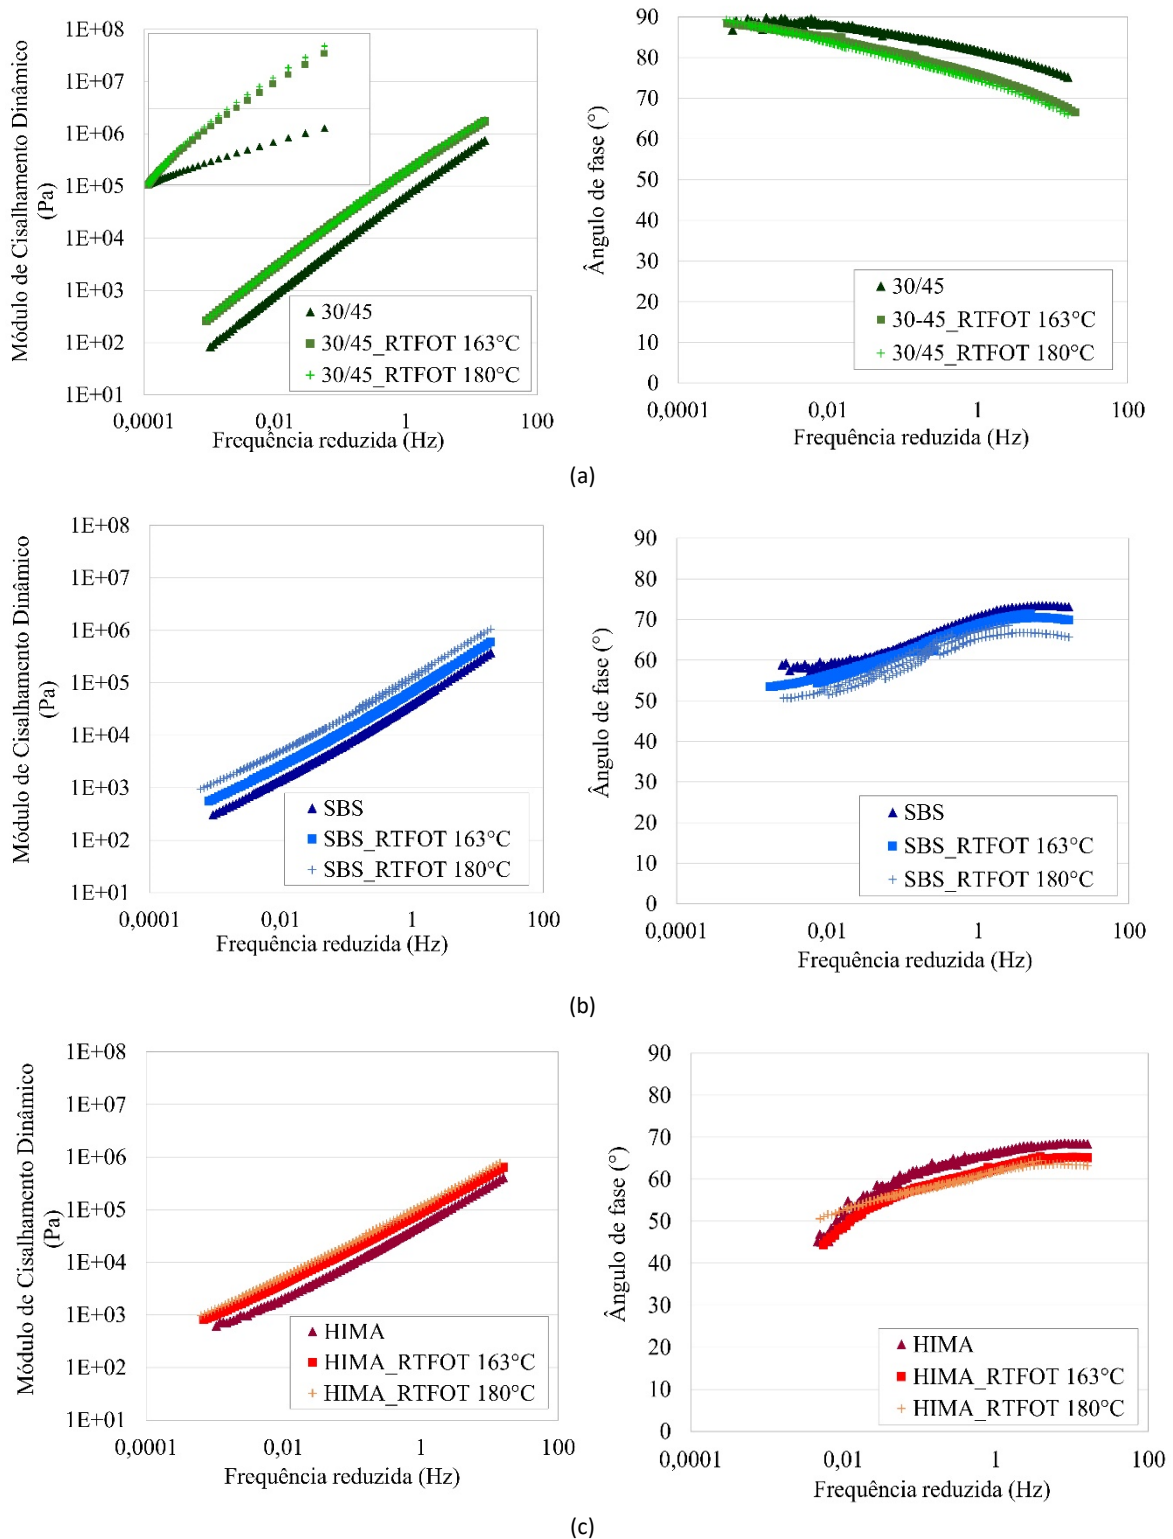 Módulo de Cisalhamento Dinâmico
(Pa)
1E+08
1E+07
1E+06
1E+05
1E+04
1E+03
1E+02
1E+01
30/45
30/45_RTFOT 163°C
30/45_RTFOT 180°C
0,0001
0,01
1
100
Frequência reduzida (Hz)
Ângulo de fase (°)
90
80
70
60
50
40
30
20
10
0
30/45
30-45_RTFOT 163°C
30/45_RTFOT 180°C
0,0001
0,01
1
100
Frequência reduzida (Hz)
(a)
Módulo de Cisalhamento Dinâmico
(Pa)
1E+08
1E+07
1E+06
1E+05
1E+04
1E+03
1E+02
1E+01
SBS
SBS_RTFOT 163°C
SBS_RTFOT 180°C
0,0001
0,01
1
100
Frequência reduzida (Hz)
Ângulo de fase (°)
90
80
70
60
50
40
30
20
10
0
SBS
SBS_RTFOT 163°C
SBS_RTFOT 180°C
0,0001
0,01
1
100
Frequência reduzida (Hz)
(b)
Módulo de Cisalhamento Dinâmico
(Pa)
1E+08
1E+07
1E+06
1E+05
1E+04
1E+03
1E+02
1E+01
HIMA
HIMA_RTFOT 163°C
HIMA_RTFOT 180°C
0,0001
0,01
1
100
Frequência reduzida (Hz)
Ângulo de fase (°)
90
80
70
60
50
40
30
20
10
0
HIMA
HIMA_RTFOT 163°C
HIMA_RTFOT 180°C
0,0001
0,01
1
100
Frequência reduzida (Hz)
(c)